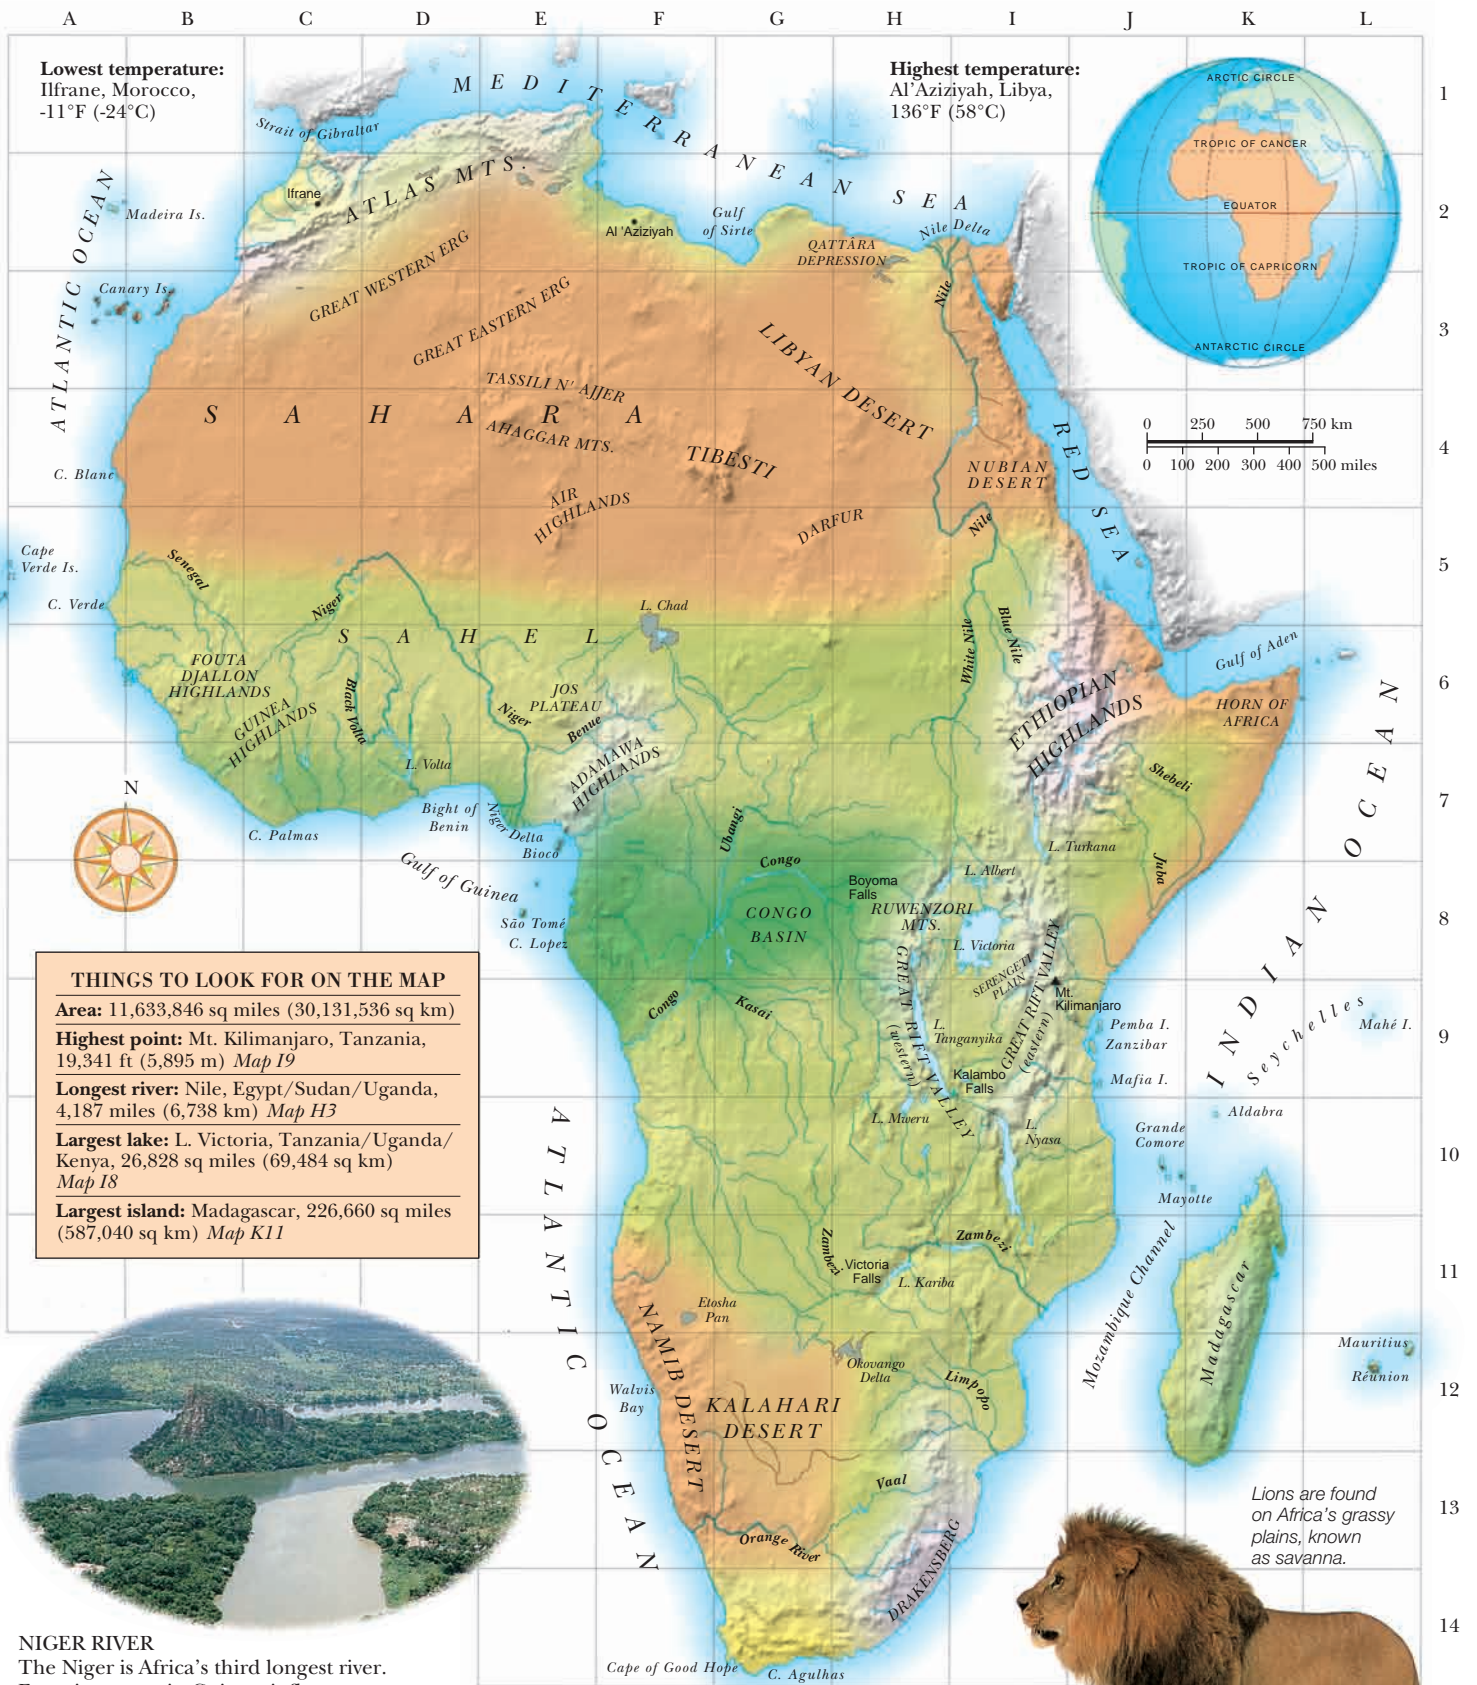 A B C D E F G H I J K L
Lowest temperature:
Ilfrane, Morocco,
-11°F (-24°C)
Highest temperature:
Al'Aziziyah, Libya,
136°F (58°C)
ARCTIC CIRCLE
TROPIC OF CANCER
EQUATOR
TROPIC OF CAPRICORN
ANTARCTIC CIRCLE
1
2
3
4
5
6
7
8
9
10
11
12
13
14
0 250 500 750 km
0 100 200 300 400 500 miles
MEDITERRANEAN SEA
Strait of Gibraltar
ATLANTIC OCEAN
Madeira Is.
Ifrane
ATLAS MTS.
Al 'Aziziyah
Gulf
of Sirte
Nile Delta
QATTÂRA
DEPRESSION
Canary Is.
GREAT WESTERN ERG
GREAT EASTERN ERG
Nile
LIBYAN DESERT
TASSILI N' AJJER
SAHARA
AHAGGAR MTS.
TIBESTI
RED SEA
NUBIAN
DESERT
C. Blanc
AIR
HIGHLANDS
DARFUR
Nile
Cape
Verde Is.
Senegal
C. Verde
Niger
L. Chad
SAHEL
White Nile
Blue Nile
Gulf of Aden
FOUTA
DJALLON
HIGHLANDS
GUINEA
HIGHLANDS
Black Volta
JOS
PLATEAU
Niger
Benue
ETHIOPIAN
HIGHLANDS
HORN OF
AFRICA
ADAMAWA
HIGHLANDS
L. Volta
Shebeli
N
C. Palmas
Bight of
Benin
Niger Delta
Bioco
Ubangi
L. Turkana
Juba
Gulf of Guinea
Congo
Boyoma
Falls
L. Albert
INDIAN OCEAN
São Tomé
C. Lopez
CONGO
BASIN
RUWENZORI
MTS.
L. Victoria
SERENGETI
PLAIN
Mt.
Kilimanjaro
Congo
Kasai
GREAT RIFT VALLEY
(western)
L.
Tanganyika
GREAT RIFT VALLEY
(eastern)
Pemba I.
Zanzibar
Seychelles
Mahé I.
Kalambo
Falls
Mafia I.
L. Mweru
L.
Nyasa
Aldabra
Grande
Comore
Mayotte
THINGS TO LOOK FOR ON THE MAP
Area: 11,633,846 sq miles (30,131,536 sq km)
Highest point: Mt. Kilimanjaro, Tanzania,
19,341 ft (5,895 m) Map I9
Longest river: Nile, Egypt/Sudan/Uganda,
4,187 miles (6,738 km) Map H3
Largest lake: L. Victoria, Tanzania/Uganda/
Kenya, 26,828 sq miles (69,484 sq km)
Map I8
Largest island: Madagascar, 226,660 sq miles
(587,040 sq km) Map K11
ATLANTIC OCEAN
Zambezi
Victoria
Falls
Zambezi
L. Kariba
Mozambique Channel
Madagascar
Etosha
Pan
NAMIB DESERT
Okovango
Delta
Limpopo
Mauritius
Réunion
Walvis
Bay
KALAHARI
DESERT
Vaal
Orange River
DRAKENSBERG
Cape of Good Hope
C. Agulhas
Lions are found
on Africa's grassy
plains, known
as savanna.
NIGER RIVER
The Niger is Africa's third longest river.